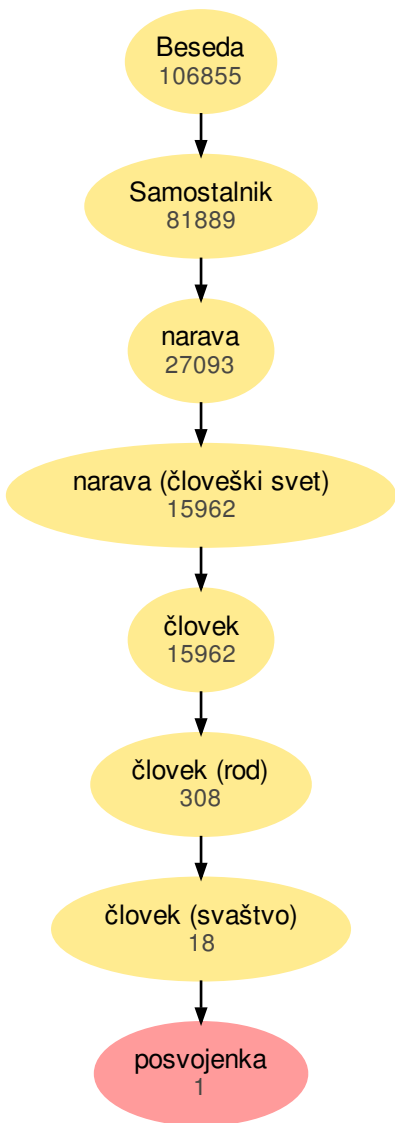 Beseda
106855
Samostalnik
81889
narava
27093
narava (človeški svet)
15962
človek
15962
človek (rod)
308
človek (svaštvo)
18
posvojenka
1